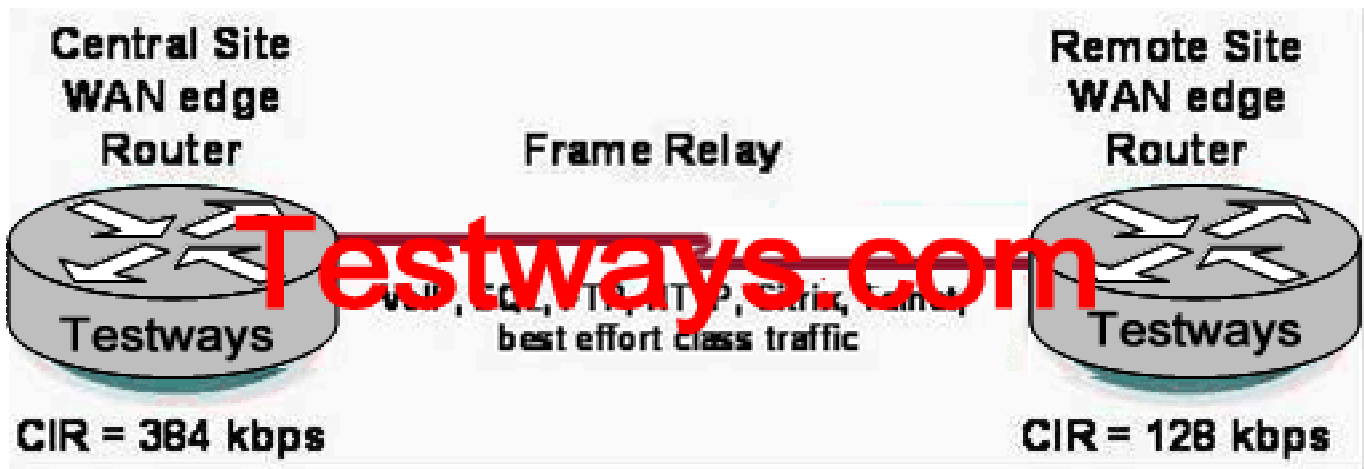 Central Site
WAN edge
Router
Remote Site
WAN edge
Router
Frame Relay
Testways.com
best effort class traffic
Testways
Testways
CIR = 384 kbps
CIR = 128 kbps